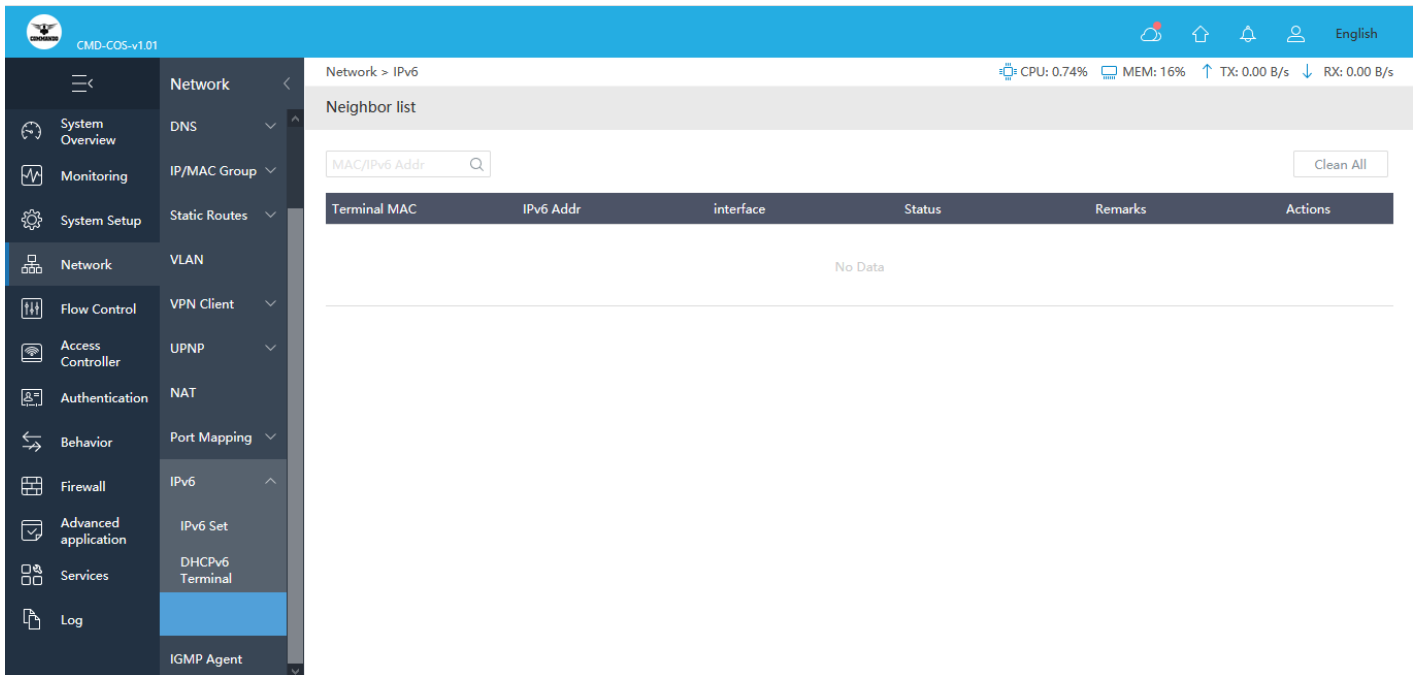 COMMANDO
CMD-COS-v1.01
English
Network
Network > IPv6
CPU: 0.74%
MEM: 16%
TX: 0.00 B/s
RX: 0.00 B/s
Neighbor list
System
Overview
Monitoring
System Setup
Network
Flow Control
Access
Controller
Authentication
Behavior
Firewall
Advanced
application
Services
Log
DNS
IP/MAC Group
Static Routes
VLAN
VPN Client
UPNP
NAT
Port Mapping
IPv6
IPv6 Set
DHCPv6
Terminal
IGMP Agent
MAC/IPv6 Addr
Clean All
Terminal MAC IPv6 Addr interface Status Remarks Actions
No Data